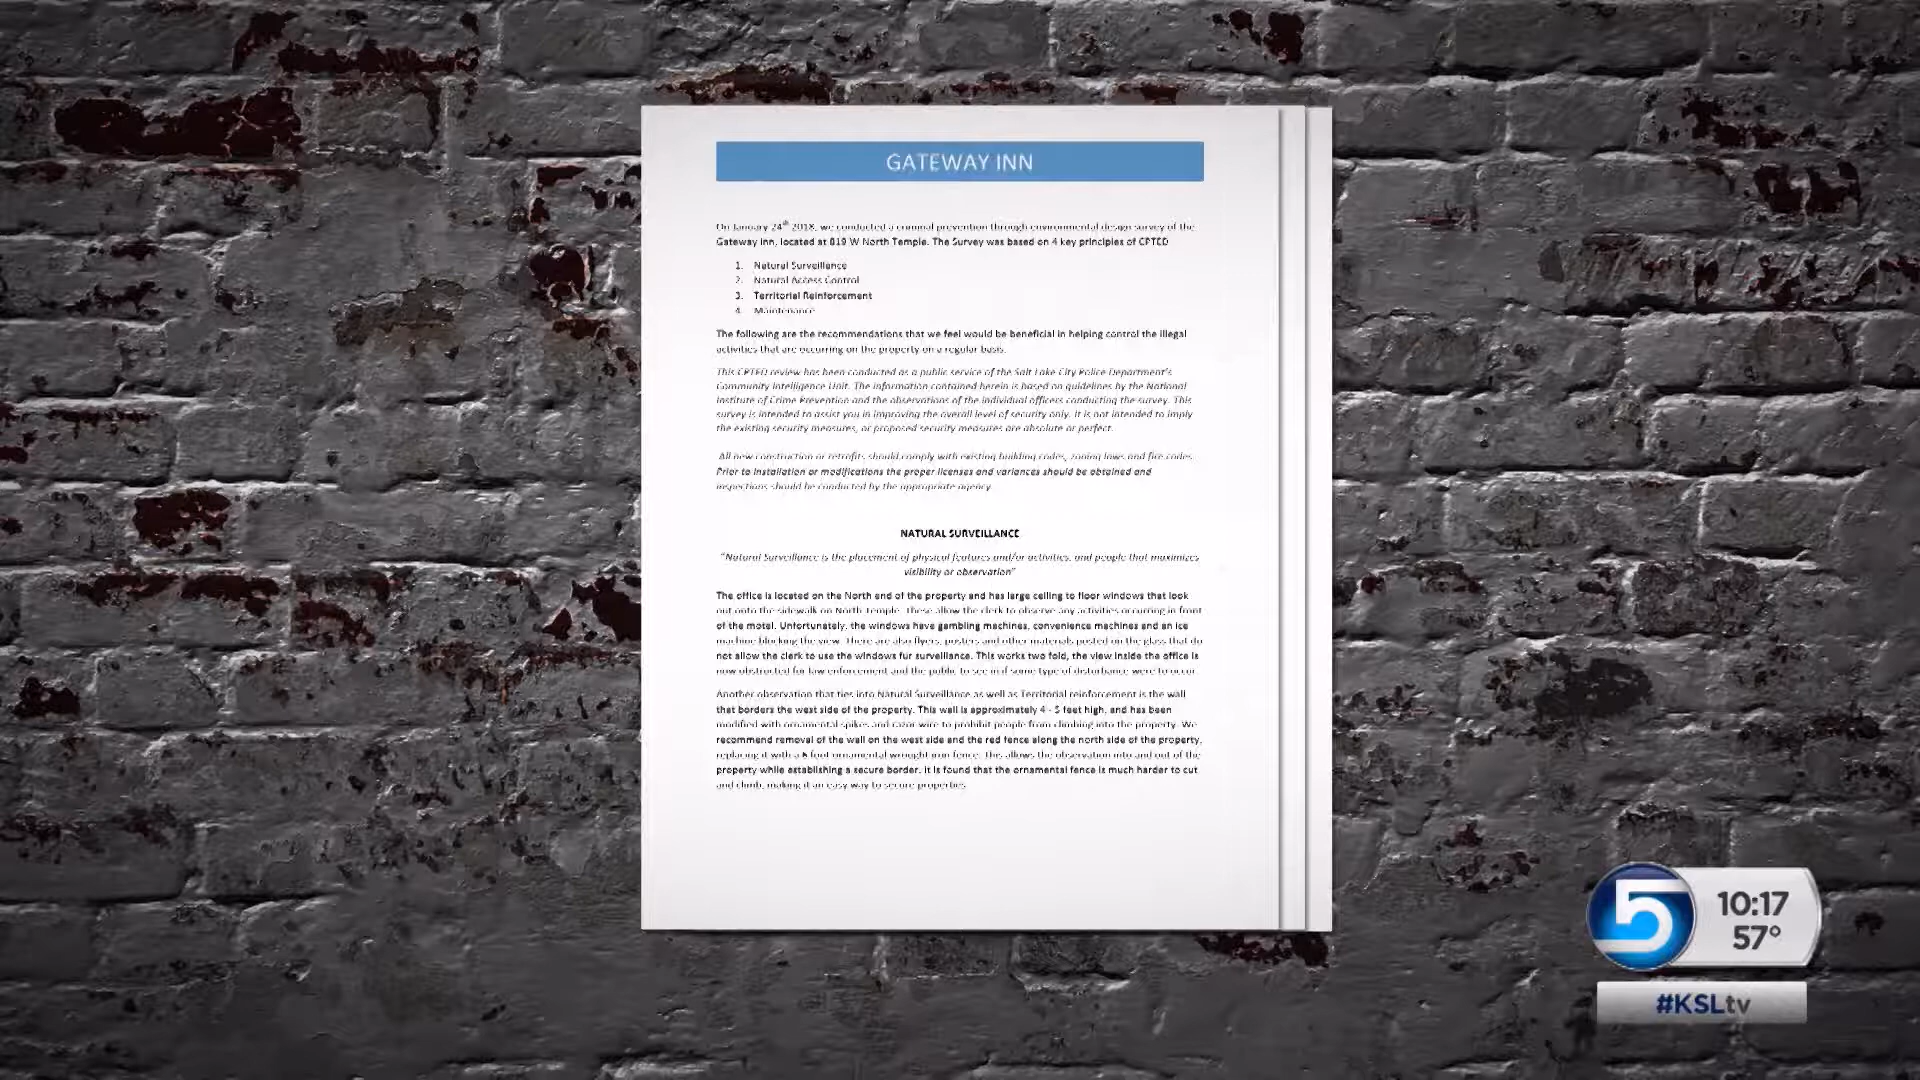 GATEWAY INN
On January 24th 2018, we conducted a criminal prevention through environmental design survey of the
Gateway Inn, located at 819 W North Temple. The Survey was based on 4 key principles of CPTED
1. Natural Surveillance
2. Natural Access Control
3. Territorial Reinforcement
4. Maintenance
The following are the recommendations that we feel would be beneficial in helping control the illegal
activities that are occurring on the property on a regular basis.
This CPTED review has been conducted as a public service of the Salt Lake City Police Department's
Community Intelligence Unit. The information contained herein is based on guidelines by the National
Institute of Crime Prevention and the observations of the individual officers conducting the survey. This
survey is intended to assist you in improving the overall level of security only. It is not intended to imply
the existing security measures, or proposed security measures are absolute or perfect.
All new construction or retrofits should comply with existing building codes, zoning laws and fire codes.
Prior to installation or modifications the proper licenses and variances should be obtained and
inspections should be conducted by the appropriate agency.
NATURAL SURVEILLANCE
"Natural Surveillance is the placement of physical features and/or activities, and people that maximizes
visibility or observation"
The office is located on the North end of the property and has large ceiling to floor windows that look
out onto the sidewalk on North Temple. These allow the clerk to observe any activities occurring in front
of the motel. Unfortunately, the windows have gambling machines, convenience machines and an ice
machine blocking the view. There are also flyers, posters and other materials posted on the glass that do
not allow the clerk to use the windows fur surveillance. This works two fold, the view inside the office is
now obstructed for law enforcement and the public to see in if some type of disturbance were to occur.
Another observation that ties into Natural Surveillance as well as Territorial reinforcement is the wall
that borders the west side of the property. This wall is approximately 4 - 5 feet high, and has been
modified with ornamental spikes and razor wire to prohibit people from climbing into the property. We
recommend removal of the wall on the west side and the red fence along the north side of the property,
replacing it with a 8 foot ornamental wrought iron fence. This allows the observation into and out of the
property while establishing a secure border. It is found that the ornamental fence is much harder to cut
and climb, making it an easy way to secure properties.
5
10:17
57°
#KSLtv